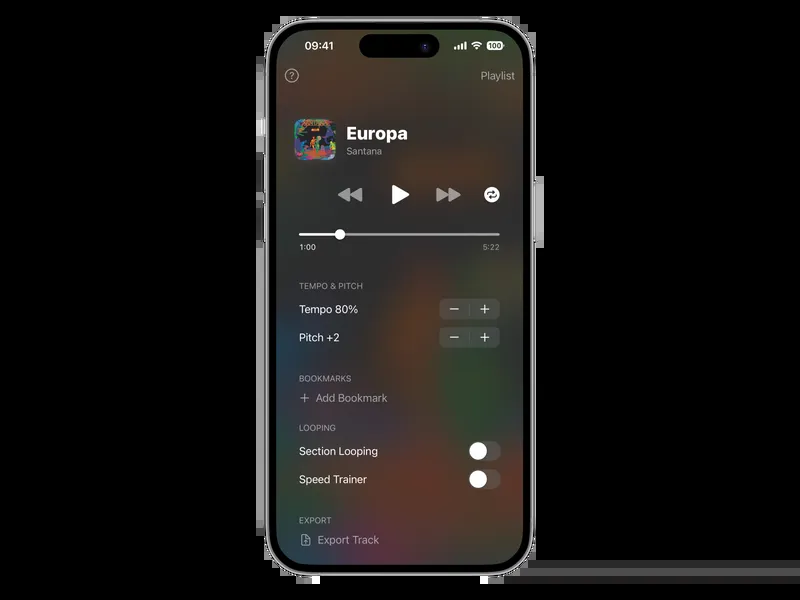 09:41
100
?
Playlist
Europa
Santana
1:00
5:22
TEMPO & PITCH
Tempo 80%
Pitch +2
BOOKMARKS
+ Add Bookmark
LOOPING
Section Looping
Speed Trainer
EXPORT
Export Track